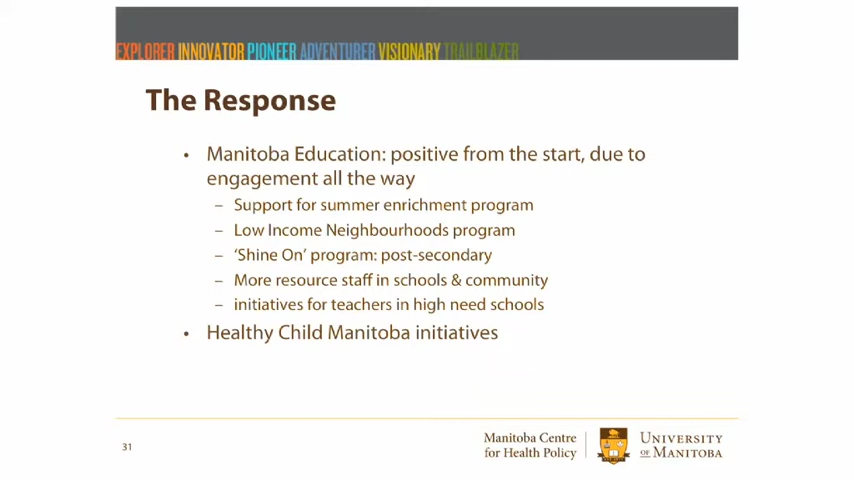 EXPLORER INNOVATOR PIONEER ADVENTURER VISIONARY TRAILBLAZER
The Response
• Manitoba Education: positive from the start, due to
engagement all the way
– Support for summer enrichment program
– Low Income Neighbourhoods program
– ‘Shine On’ program: post-secondary
– More resource staff in schools & community
– initiatives for teachers in high need schools
• Healthy Child Manitoba initiatives
31
Manitoba Centre
for Health Policy
UNIVERSITY
OF MANITOBA